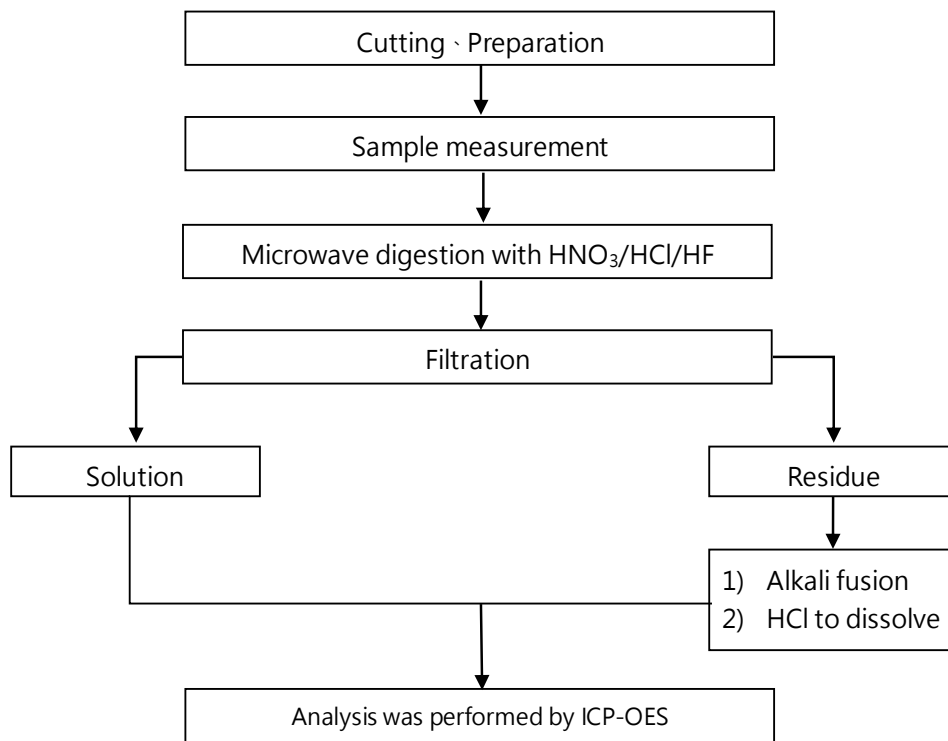 Cutting、Preparation
Sample measurement
Microwave digestion with HNO₃/HCl/HF
Filtration
Solution
Residue
1) Alkali fusion
2) HCl to dissolve
Analysis was performed by ICP-OES